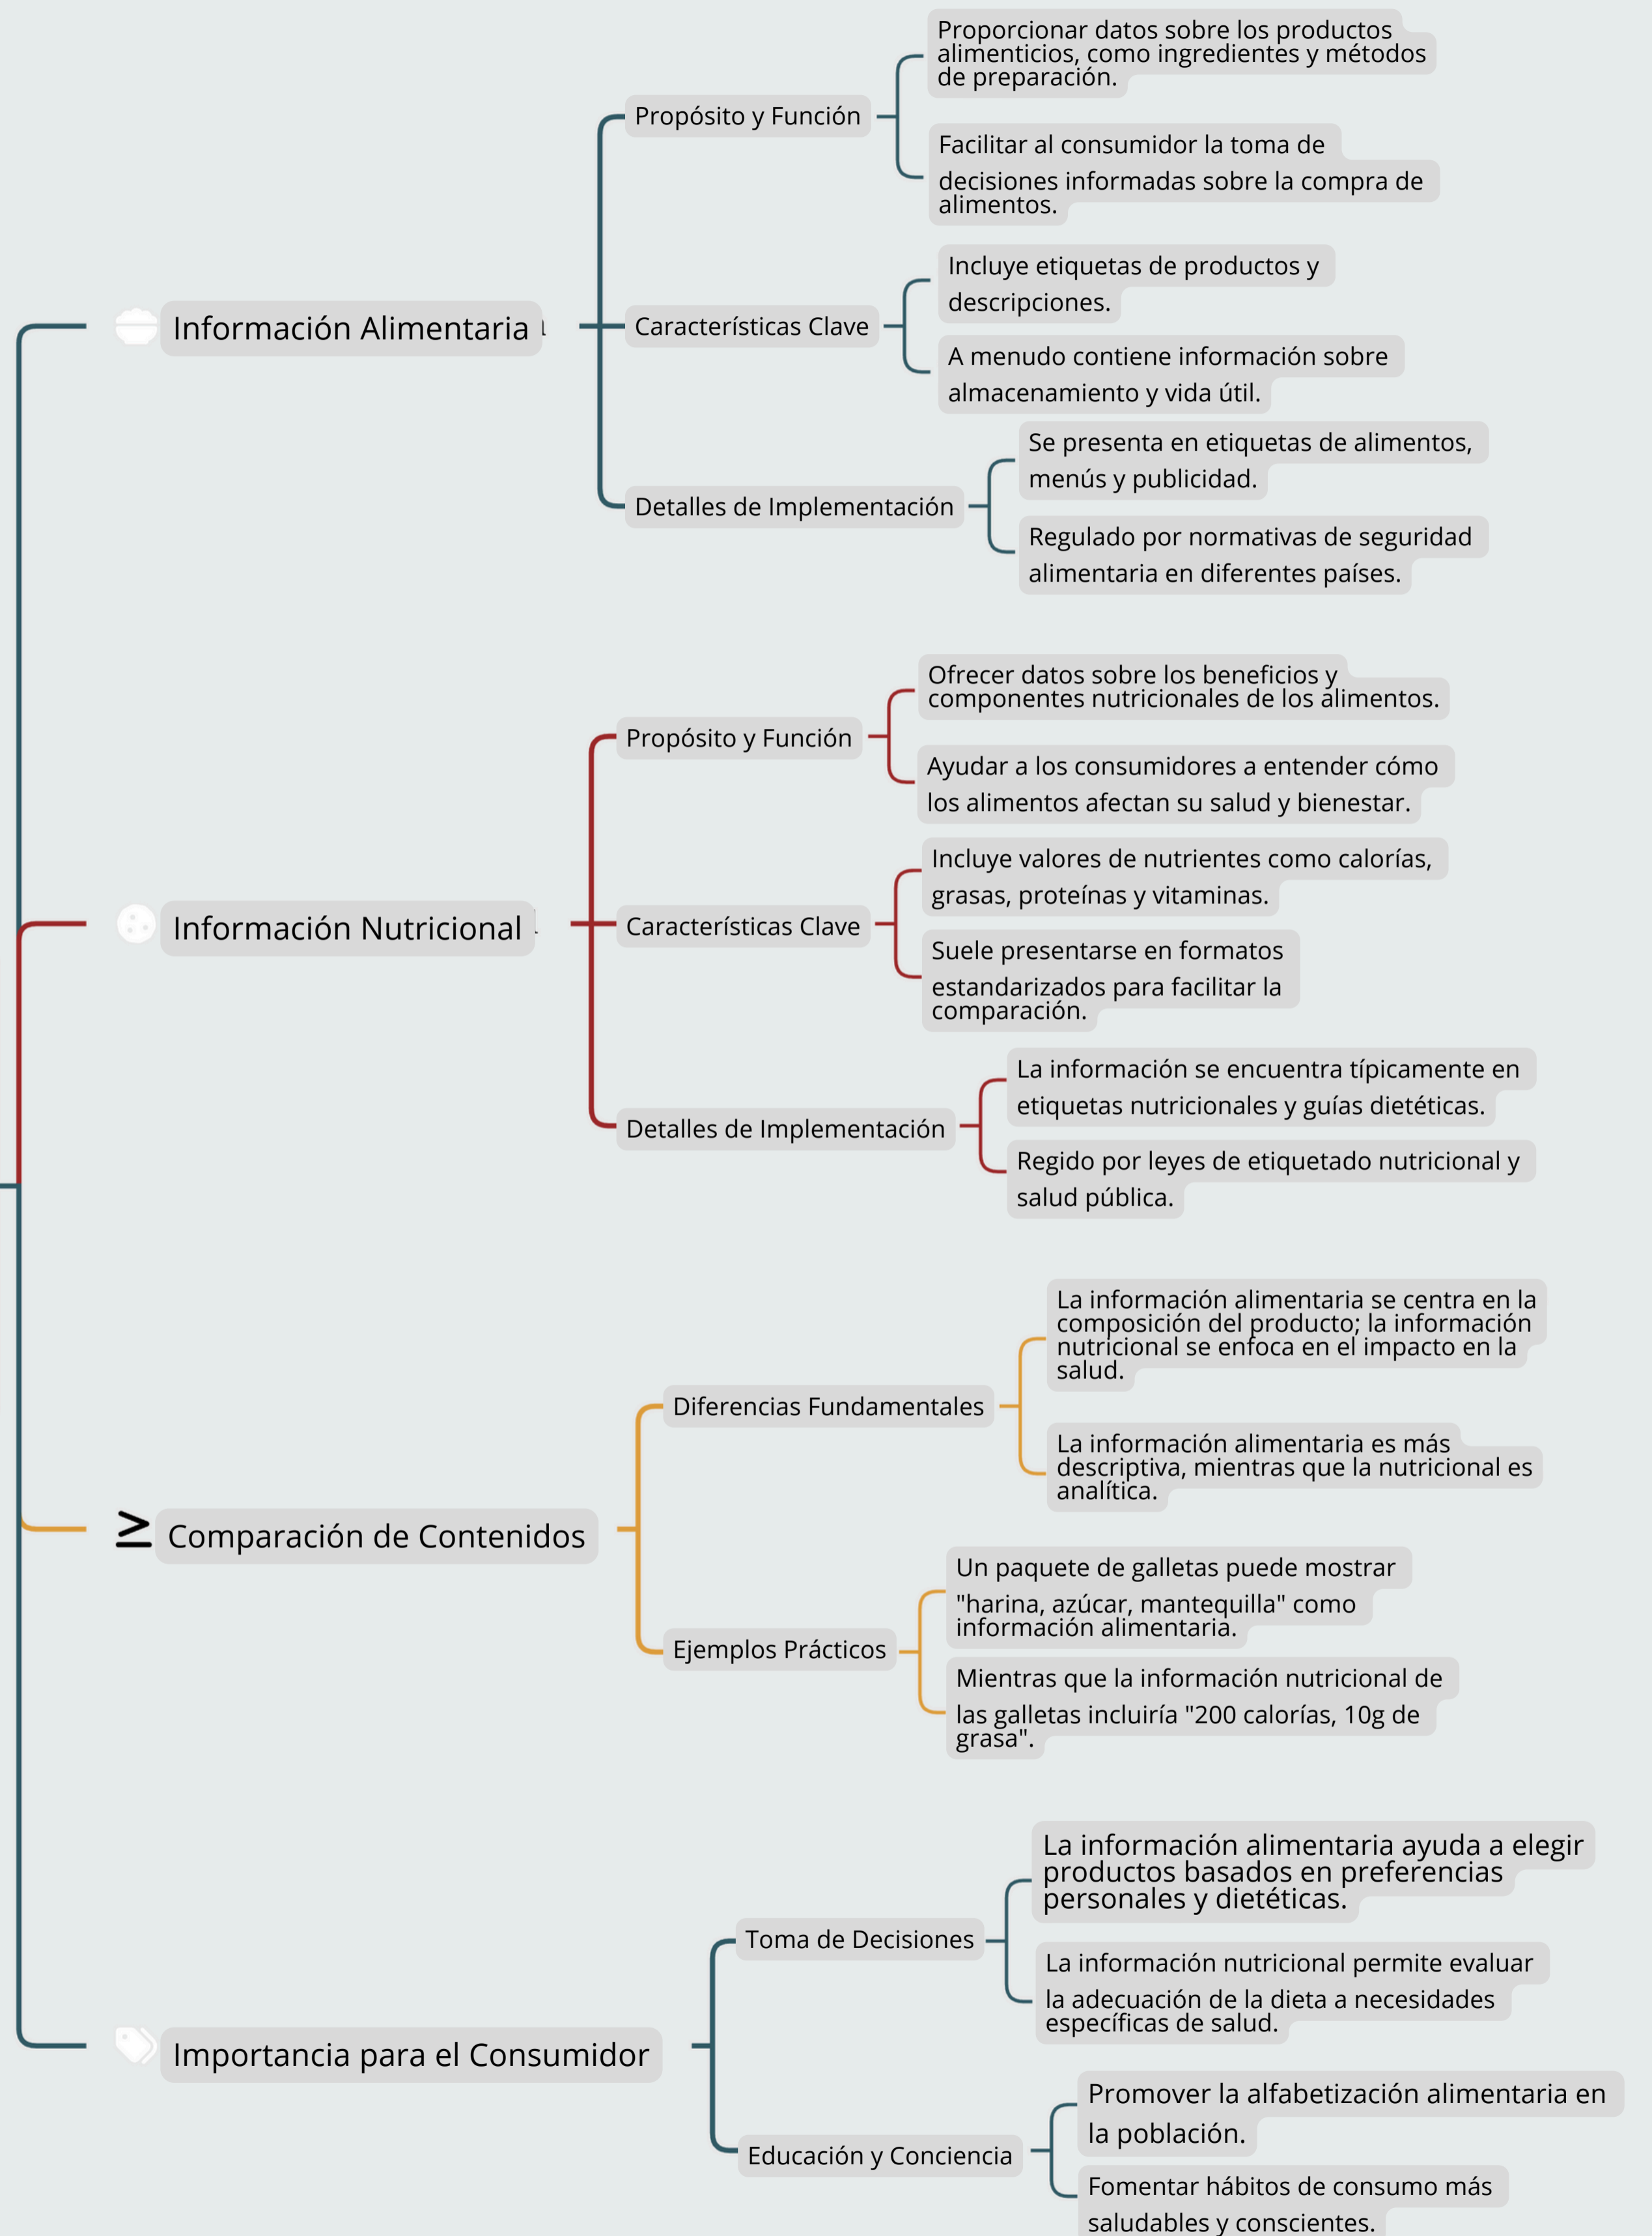 Información Alimentaria
Propósito y Función
Proporcionar datos sobre los productos
alimenticios, como ingredientes y métodos
de preparación.
Facilitar al consumidor la toma de
decisiones informadas sobre la compra de
alimentos.
Características Clave
Incluye etiquetas de productos y
descripciones.
A menudo contiene información sobre
almacenamiento y vida útil.
Detalles de Implementación
Se presenta en etiquetas de alimentos,
menús y publicidad.
Regulado por normativas de seguridad
alimentaria en diferentes países.
Información Nutricional
Propósito y Función
Ofrecer datos sobre los beneficios y
componentes nutricionales de los alimentos.
Ayudar a los consumidores a entender cómo
los alimentos afectan su salud y bienestar.
Características Clave
Incluye valores de nutrientes como calorías,
grasas, proteínas y vitaminas.
Suele presentarse en formatos
estandarizados para facilitar la
comparación.
Detalles de Implementación
La información se encuentra típicamente en
etiquetas nutricionales y guías dietéticas.
Regido por leyes de etiquetado nutricional y
salud pública.
≥ Comparación de Contenidos
Diferencias Fundamentales
La información alimentaria se centra en la
composición del producto; la información
nutricional se enfoca en el impacto en la
salud.
La información alimentaria es más
descriptiva, mientras que la nutricional es
analítica.
Ejemplos Prácticos
Un paquete de galletas puede mostrar
"harina, azúcar, mantequilla" como
información alimentaria.
Mientras que la información nutricional de
las galletas incluiría "200 calorías, 10g de
grasa".
Importancia para el Consumidor
Toma de Decisiones
La información alimentaria ayuda a elegir
productos basados en preferencias
personales y dietéticas.
La información nutricional permite evaluar
la adecuación de la dieta a necesidades
específicas de salud.
Educación y Conciencia
Promover la alfabetización alimentaria en
la población.
Fomentar hábitos de consumo más
saludables y conscientes.